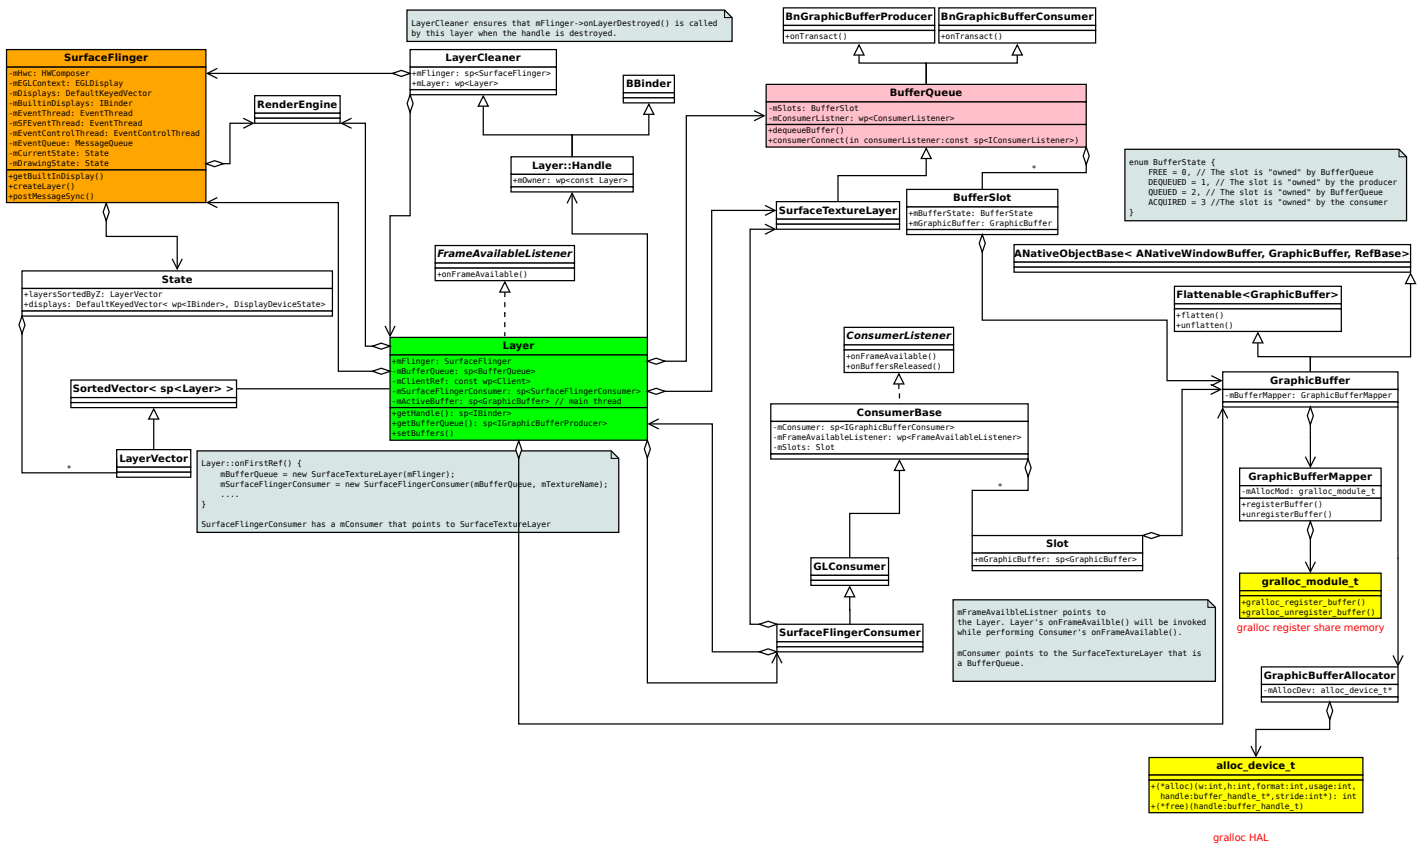 LayerCleaner ensures that mFlinger->onLayerDestroyed() is called
by this layer when the handle is destroyed.
BnGraphicBufferProducer
+onTransact()
BnGraphicBufferConsumer
+onTransact()
SurfaceFlinger
-mHwc: HWComposer
-mEGLContext: EGLDisplay
-mDisplays: DefaultKeyedVector
-mBuiltinDisplays: IBinder
-mEventThread: EventThread
-mSFEventThread: EventThread
-mEventControlThread: EventControlThread
-mEventQueue: MessageQueue
-mCurrentState: State
-mDrawingState: State
+getBuiltInDisplay()
+createLayer()
+postMessageSync()
LayerCleaner
+mFlinger: sp<SurfaceFlinger>
+mLayer: wp<Layer>
RenderEngine
BBinder
BufferQueue
-mSlots: BufferSlot
-mConsumerListner: wp<ConsumerListener>
+dequeueBuffer()
+consumerConnect(in consumerListener:const sp<IConsumerListener>)
Layer::Handle
+mOwner: wp<const Layer>
*
enum BufferState {
FREE = 0, // The slot is "owned" by BufferQueue
DEQUEUED = 1, // The slot is "owned" by the producer
QUEUED = 2, // The slot is "owned" by BufferQueue
ACQUIRED = 3 //The slot is "owned" by the consumer
}
SurfaceTextureLayer
BufferSlot
+mBufferState: BufferState
+mGraphicBuffer: GraphicBuffer
FrameAvailableListener
+onFrameAvailable()
ANativeObjectBase< ANativeWindowBuffer, GraphicBuffer, RefBase>
State
+layersSortedByZ: LayerVector
+displays: DefaultKeyedVector< wp<IBinder>, DisplayDeviceState>
Flattenable<GraphicBuffer>
+flatten()
+unflatten()
Layer
+mFlinger: SurfaceFlinger
-mBufferQueue: sp<BufferQueue>
-mClientRef: const wp<Client>
-mSurfaceFlingerConsumer: sp<SurfaceFlingerConsumer>
-mActiveBuffer: sp<GraphicBuffer> // main thread
+getHandle(): sp<IBinder>
+getBufferQueue(): sp<IGraphicBufferProducer>
+setBuffers()
ConsumerListener
+onFrameAvailable()
+onBuffersReleased()
SortedVector< sp<Layer> >
GraphicBuffer
-mBufferMapper: GraphicBufferMapper
ConsumerBase
-mConsumer: sp<IGraphicBufferConsumer>
-mFrameAvailableListener: wp<FrameAvailableListener>
-mSlots: Slot
*
LayerVector
*
Layer::onFirstRef() {
mBufferQueue = new SurfaceTextureLayer(mFlinger);
mSurfaceFlingerConsumer = new SurfaceFlingerConsumer(mBufferQueue, mTextureName);
....
}
SurfaceFlingerConsumer has a mConsumer that points to SurfaceTextureLayer
GraphicBufferMapper
-mAllocMod: gralloc_module_t
+registerBuffer()
+unregisterBuffer()
Slot
+mGraphicBuffer: sp<GraphicBuffer>
GLConsumer
gralloc_module_t
+gralloc_register_buffer()
+gralloc_unregister_buffer()
gralloc register share memory
mFrameAvailbleListner points to
the Layer. Layer's onFrameAvailble() will be invoked
while performing Consumer's onFrameAvailable().
mConsumer points to the SurfaceTextureLayer that is
a BufferQueue.
SurfaceFlingerConsumer
GraphicBufferAllocator
-mAllocDev: alloc_device_t*
alloc_device_t
+(*alloc)(w:int,h:int,format:int,usage:int,
handle:buffer_handle_t*,stride:int*): int
+(*free)(handle:buffer_handle_t)
gralloc HAL